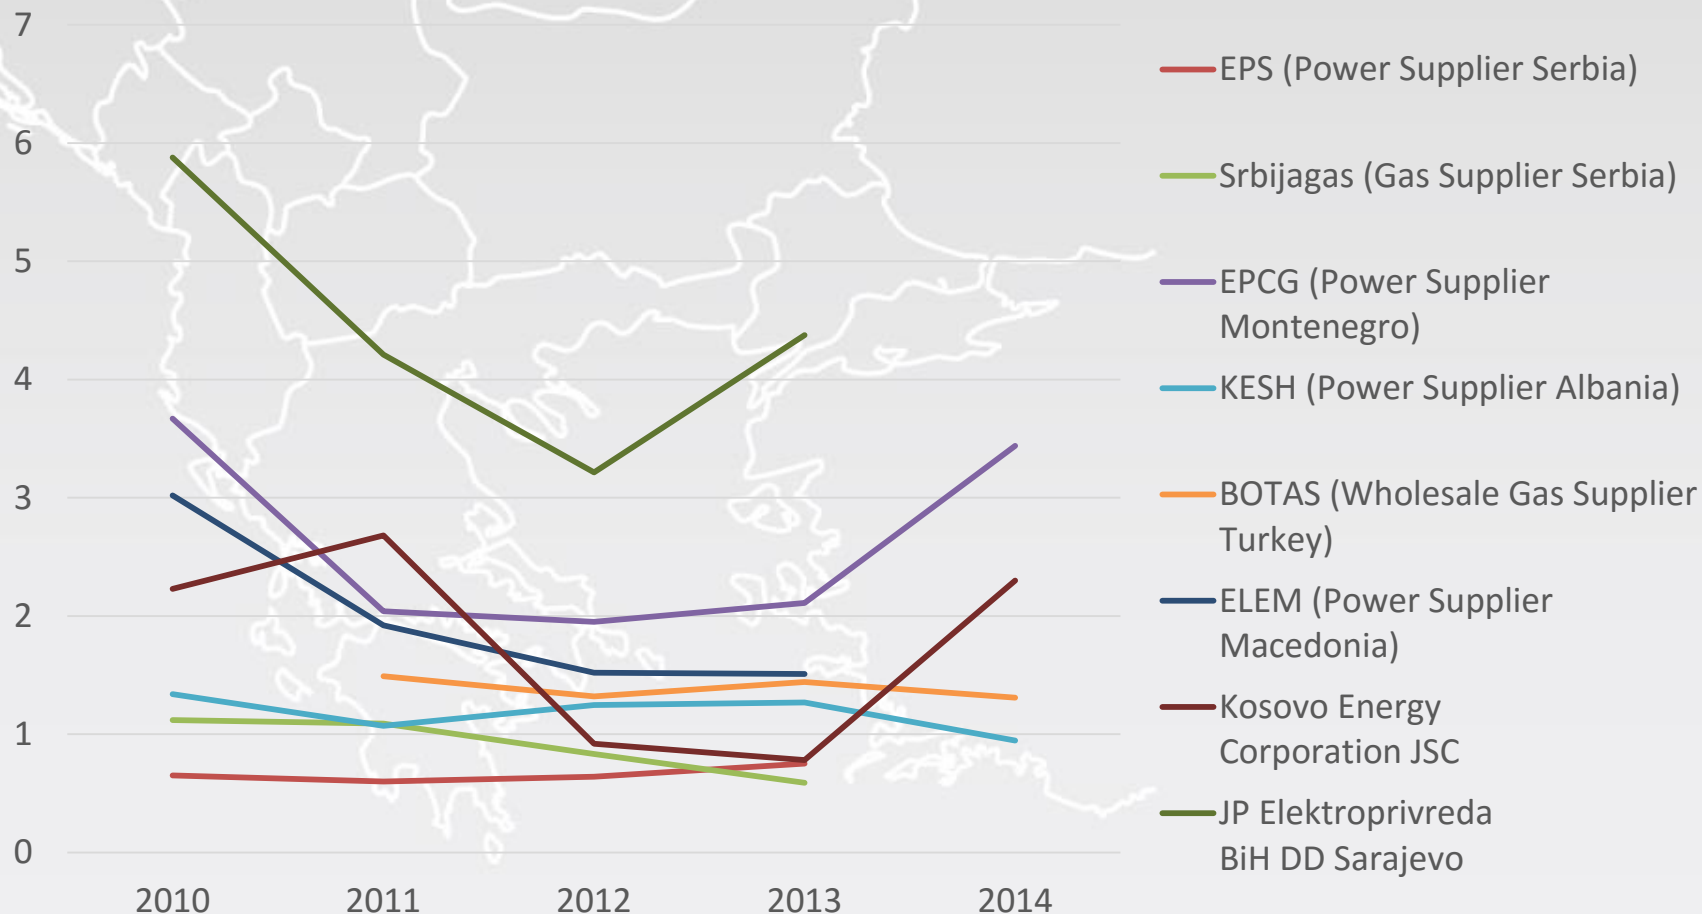 7
6
5
4
3
2
1
0
2010 2011 2012 2013 2014
EPS (Power Supplier Serbia)
Srbijagas (Gas Supplier Serbia)
EPCG (Power Supplier
Montenegro)
KESH (Power Supplier Albania)
BOTAS (Wholesale Gas Supplier
Turkey)
ELEM (Power Supplier
Macedonia)
Kosovo Energy
Corporation JSC
JP Elektroprivreda
BiH DD Sarajevo